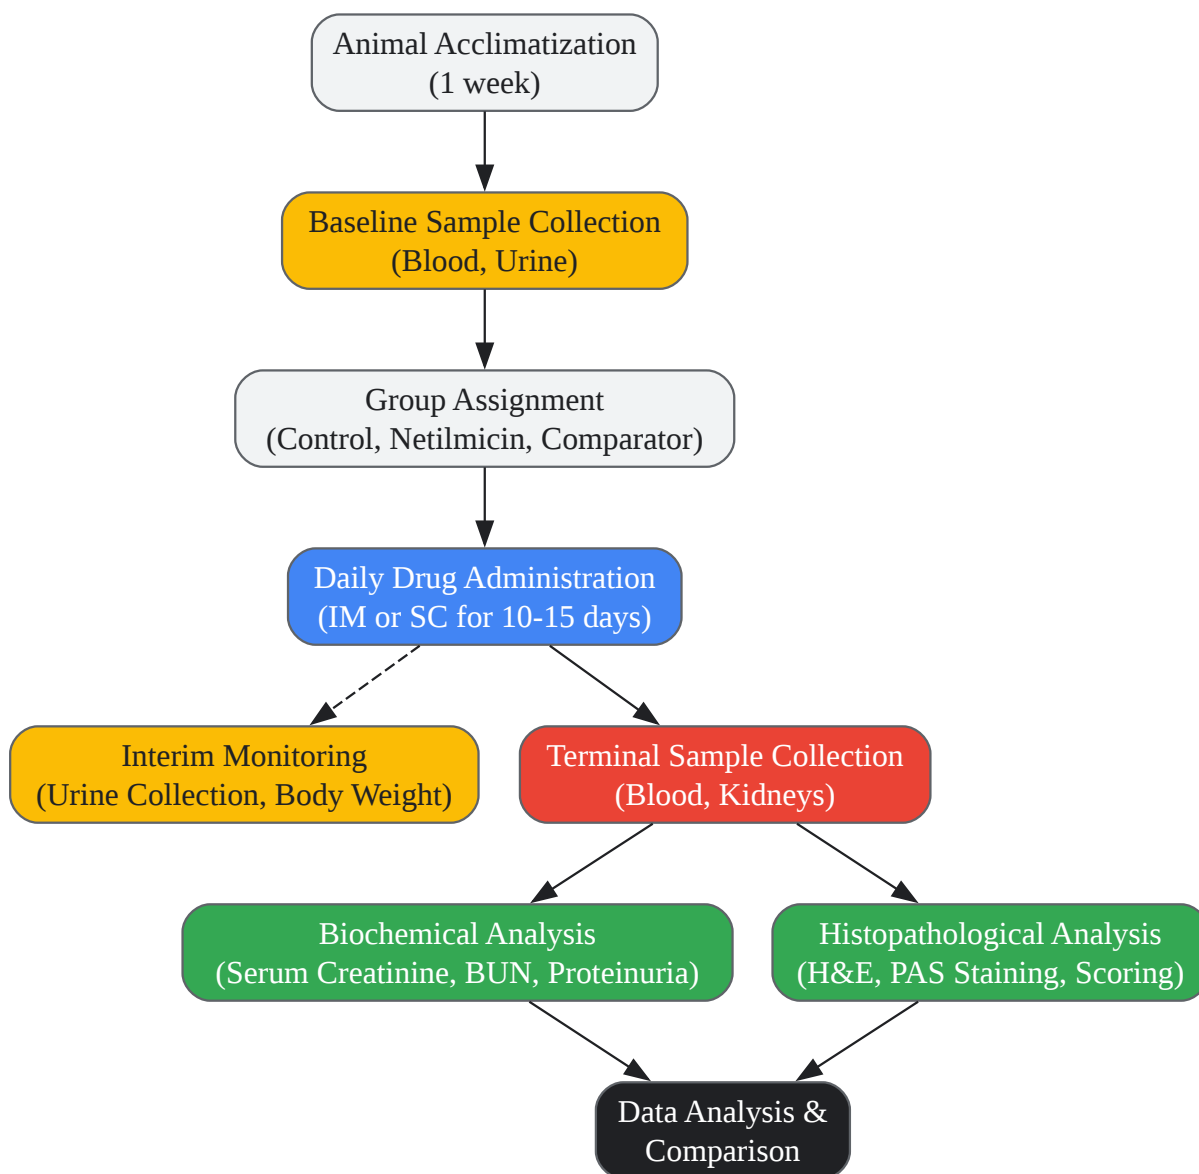 Animal Acclimatization
(1 week)
Baseline Sample Collection
(Blood, Urine)
Group Assignment
(Control, Netilmicin, Comparator)
Daily Drug Administration
(IM or SC for 10-15 days)
Interim Monitoring
(Urine Collection, Body Weight)
Terminal Sample Collection
(Blood, Kidneys)
Biochemical Analysis
(Serum Creatinine, BUN, Proteinuria)
Histopathological Analysis
(H&E, PAS Staining, Scoring)
Data Analysis &
Comparison